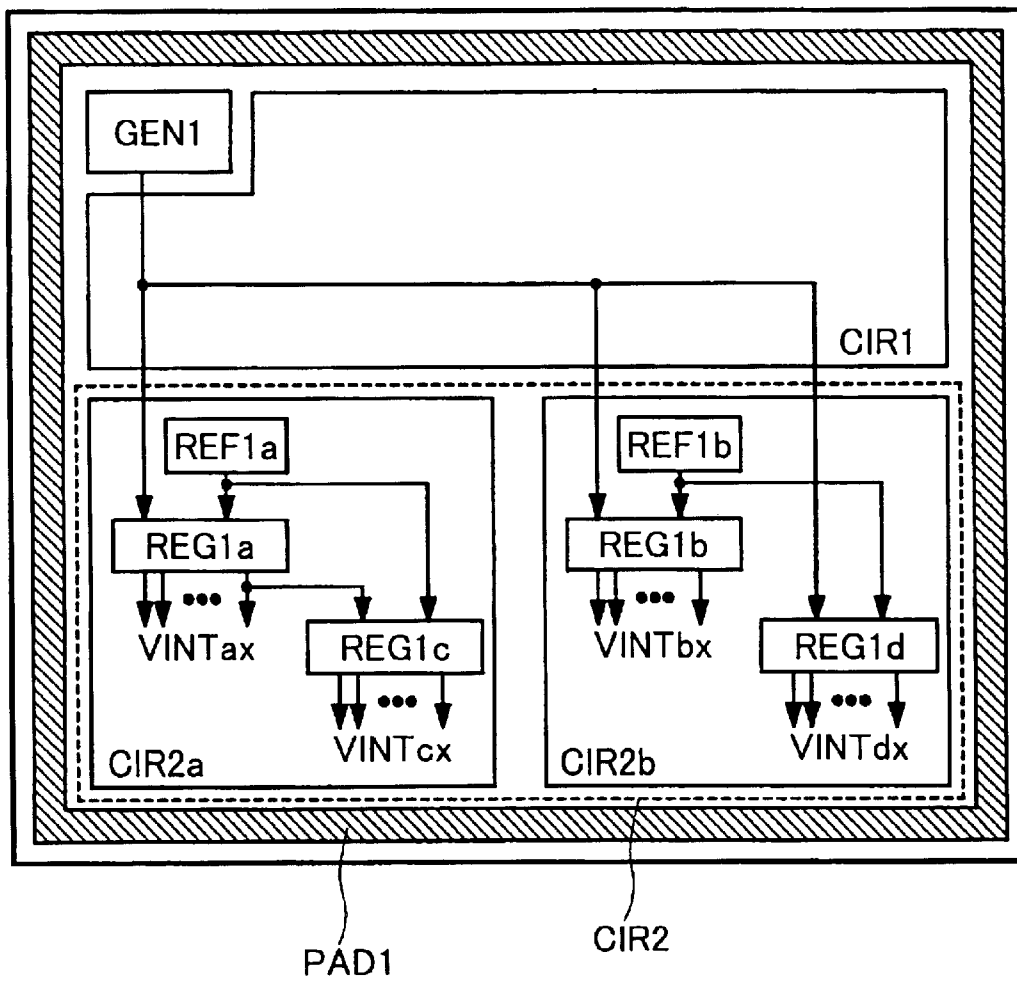 GEN1
CIR1
REF1a
REF1b
REG1a
REG1b
VINTax
REG1c
VINTbx
REG1d
VINTcx
VINTdx
CIR2a
CIR2b
CIR2
PAD1